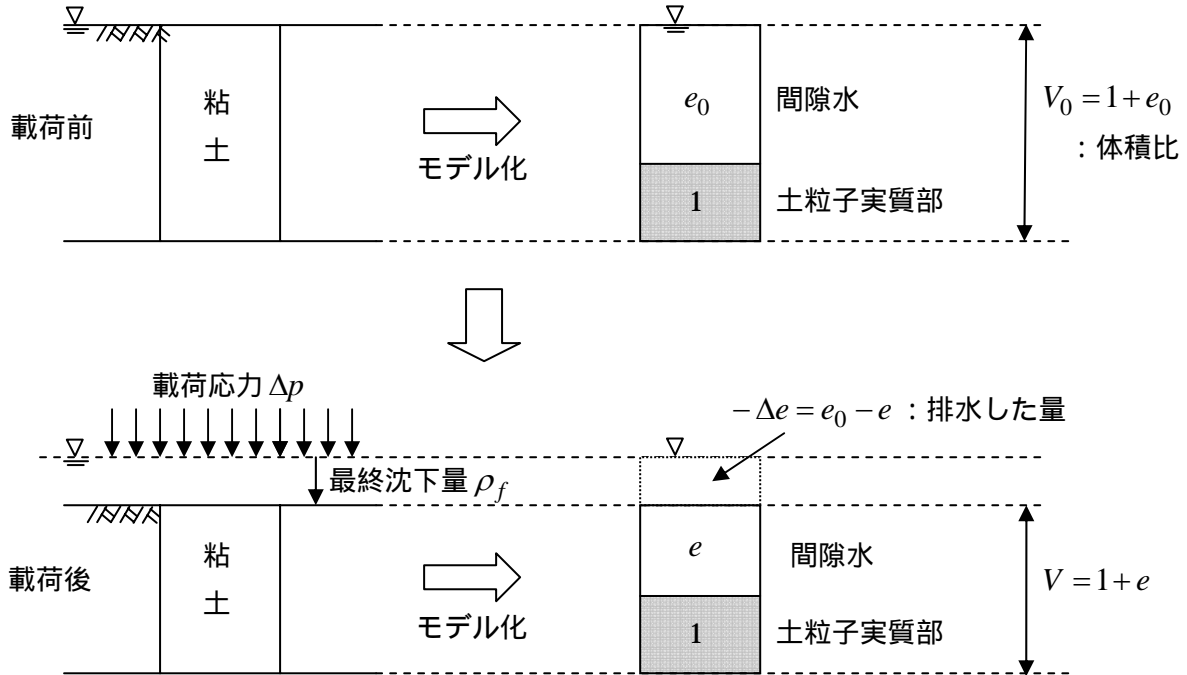 載荷前
粘
土
モデル化
e₀
間隙水
1
土粒子実質部
V₀ = 1 + e₀
：体積比
載荷応力 Δp
最終沈下量 ρ_f
− Δe = e₀ − e ：排水した量
載荷後
粘
土
モデル化
e
間隙水
1
土粒子実質部
V = 1 + e